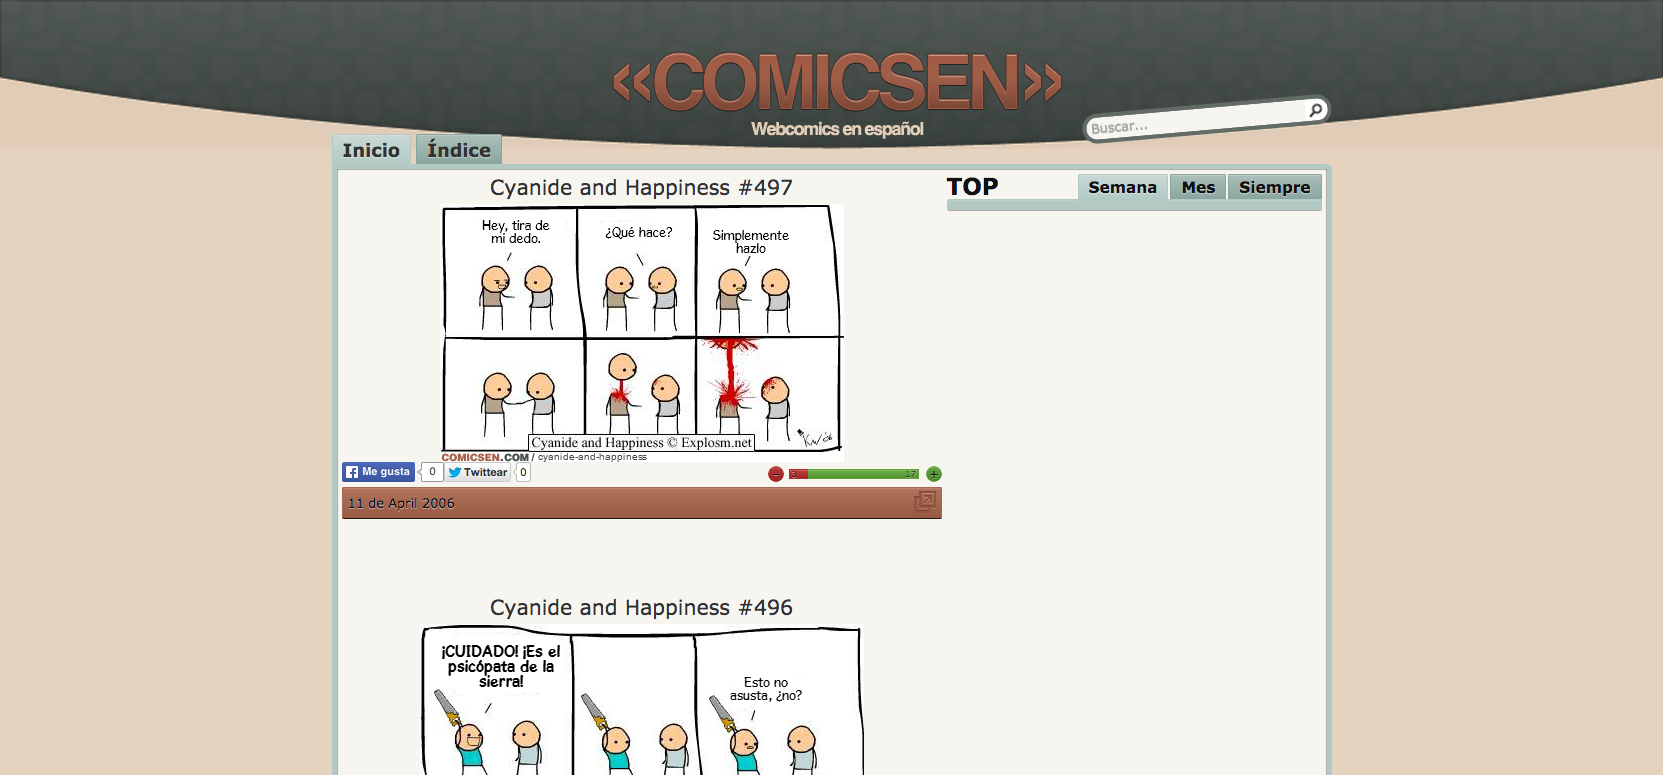 «COMICSEN»
Webcomics en español
Buscar...
Inicio
Índice
Cyanide and Happiness #497
Hey, tira de
mi dedo.
¿Qué hace?
Simplemente
hazlo
Cyanide and Happiness © Explosm.net
COMICSEN.COM / cyanide-and-happiness
Me gusta
0
Twittear
0
3
17
11 de April 2006
TOP
Semana
Mes
Siempre
Cyanide and Happiness #496
¡CUIDADO! ¡Es el
psicópata de la
sierra!
Esto no
asusta, ¿no?